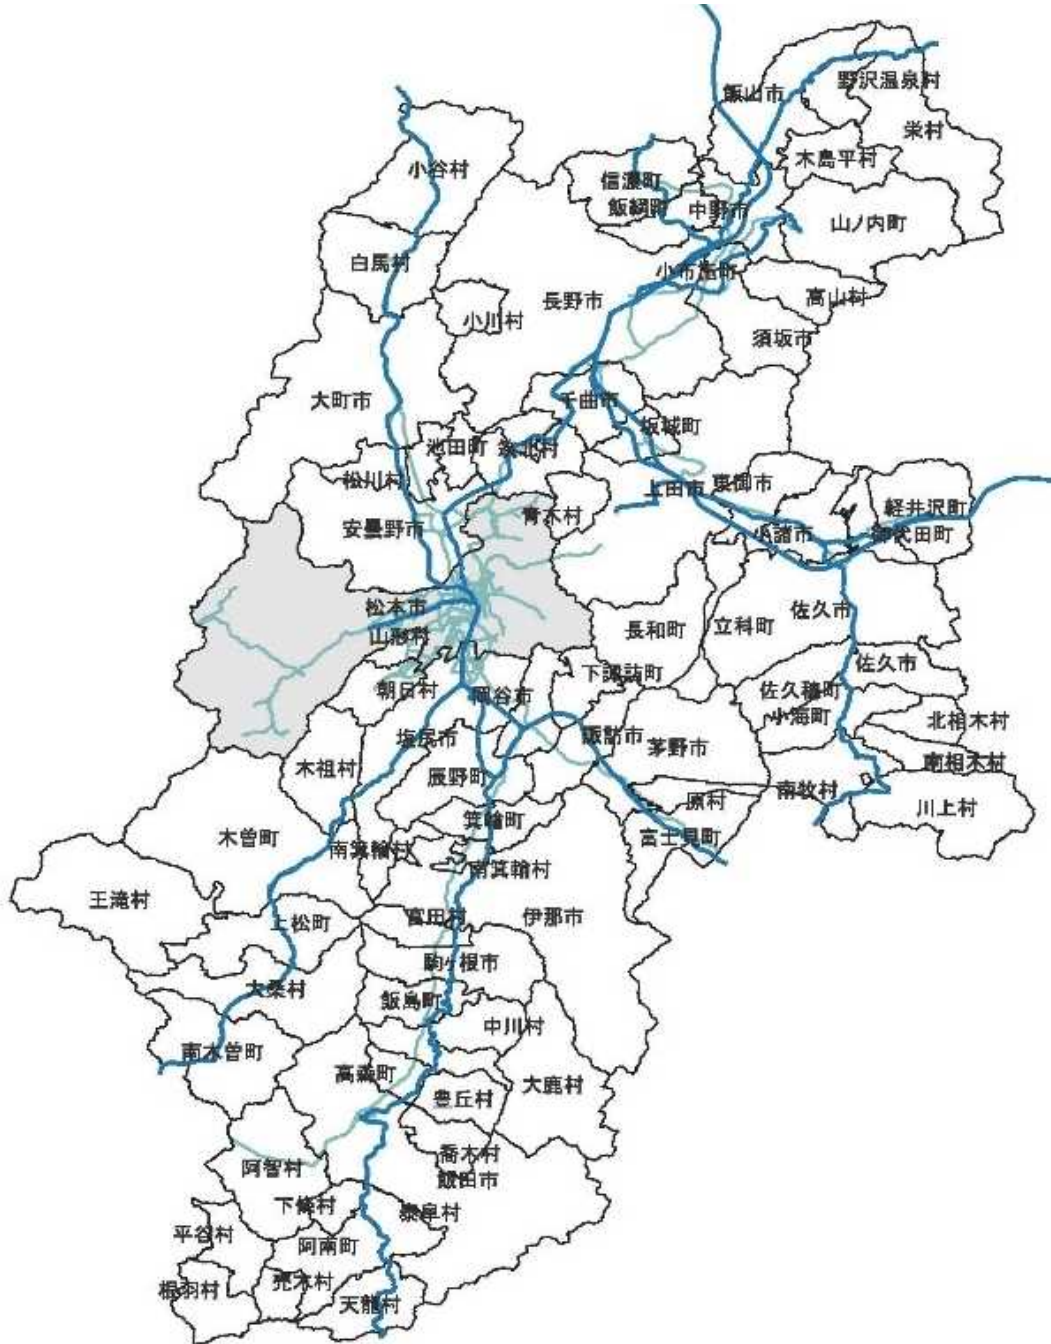 飯山市
野沢温泉村
栄村
木島平村
小谷村
信濃町
飯綱町
中野市
山ノ内町
白馬村
小布施町
高山村
長野市
小川村
須坂市
大町市
千曲市
坂城町
池田町
筑北村
松川村
上田市
東御市
安曇野市
青木村
軽井沢町
小諸市
御代田町
松本市
山形村
長和町
立科町
佐久市
佐久市
下諏訪町
朝日村
岡谷市
佐久穂町
小海町
北相木村
塩尻市
諏訪市
茅野市
木祖村
辰野町
南相木村
南牧村
原村
川上村
箕輪町
富士見町
木曽町
南箕輪村
南箕輪村
王滝村
上松町
宮田村
伊那市
駒ヶ根市
大桑村
飯島町
中川村
南木曽町
高森町
大鹿村
豊丘村
喬木村
飯田市
阿智村
下條村
泰阜村
平谷村
阿南町
売木村
根羽村
天龍村